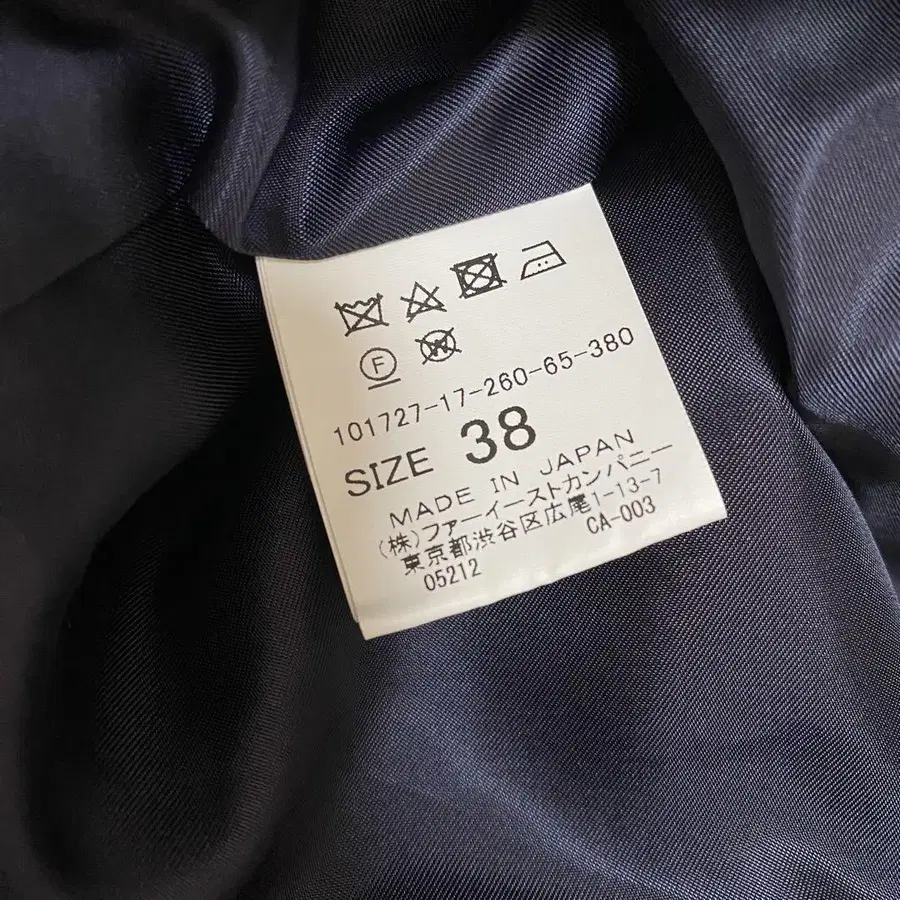 F
W
101727-17-260-65-380
SIZE 38
MADE IN JAPAN
(株)ファーイーストカンパニー
東京都渋谷区広尾1-13-7
05212 CA-003